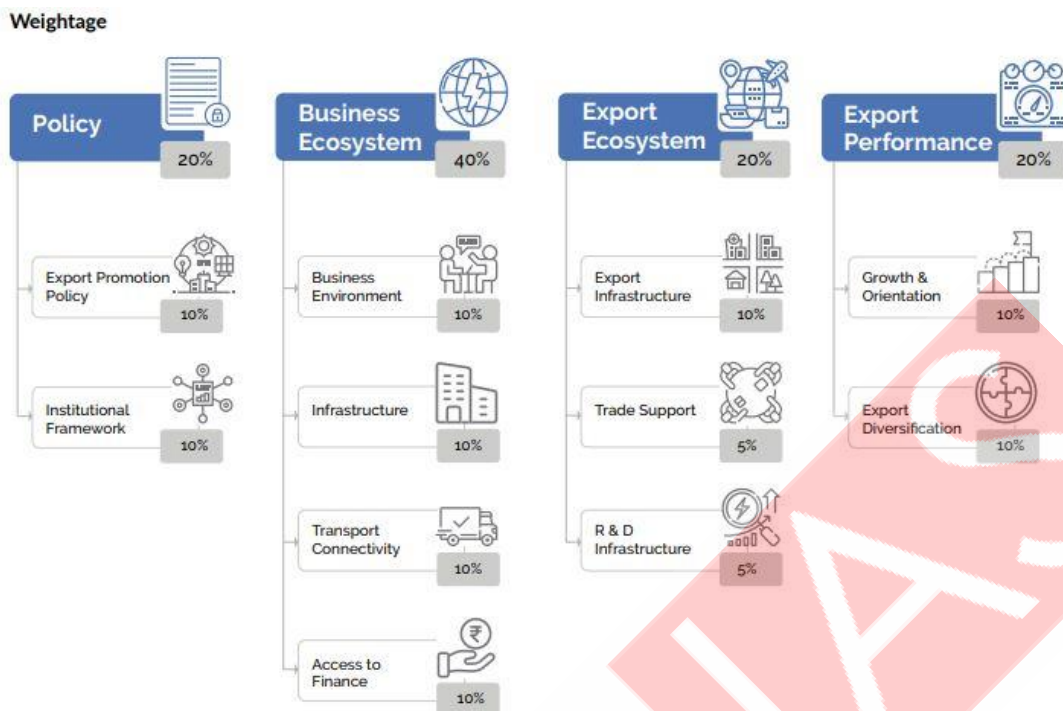 Weightage
Policy
20%
Export Promotion
Policy
10%
Institutional
Framework
10%
Business
Ecosystem
40%
Business
Environment
10%
Infrastructure
10%
Transport
Connectivity
10%
Access to
Finance
10%
Export
Ecosystem
20%
Export
Infrastructure
10%
Trade Support
5%
R & D
Infrastructure
5%
Export
Performance
20%
Growth &
Orientation
10%
Export
Diversification
10%
IAS